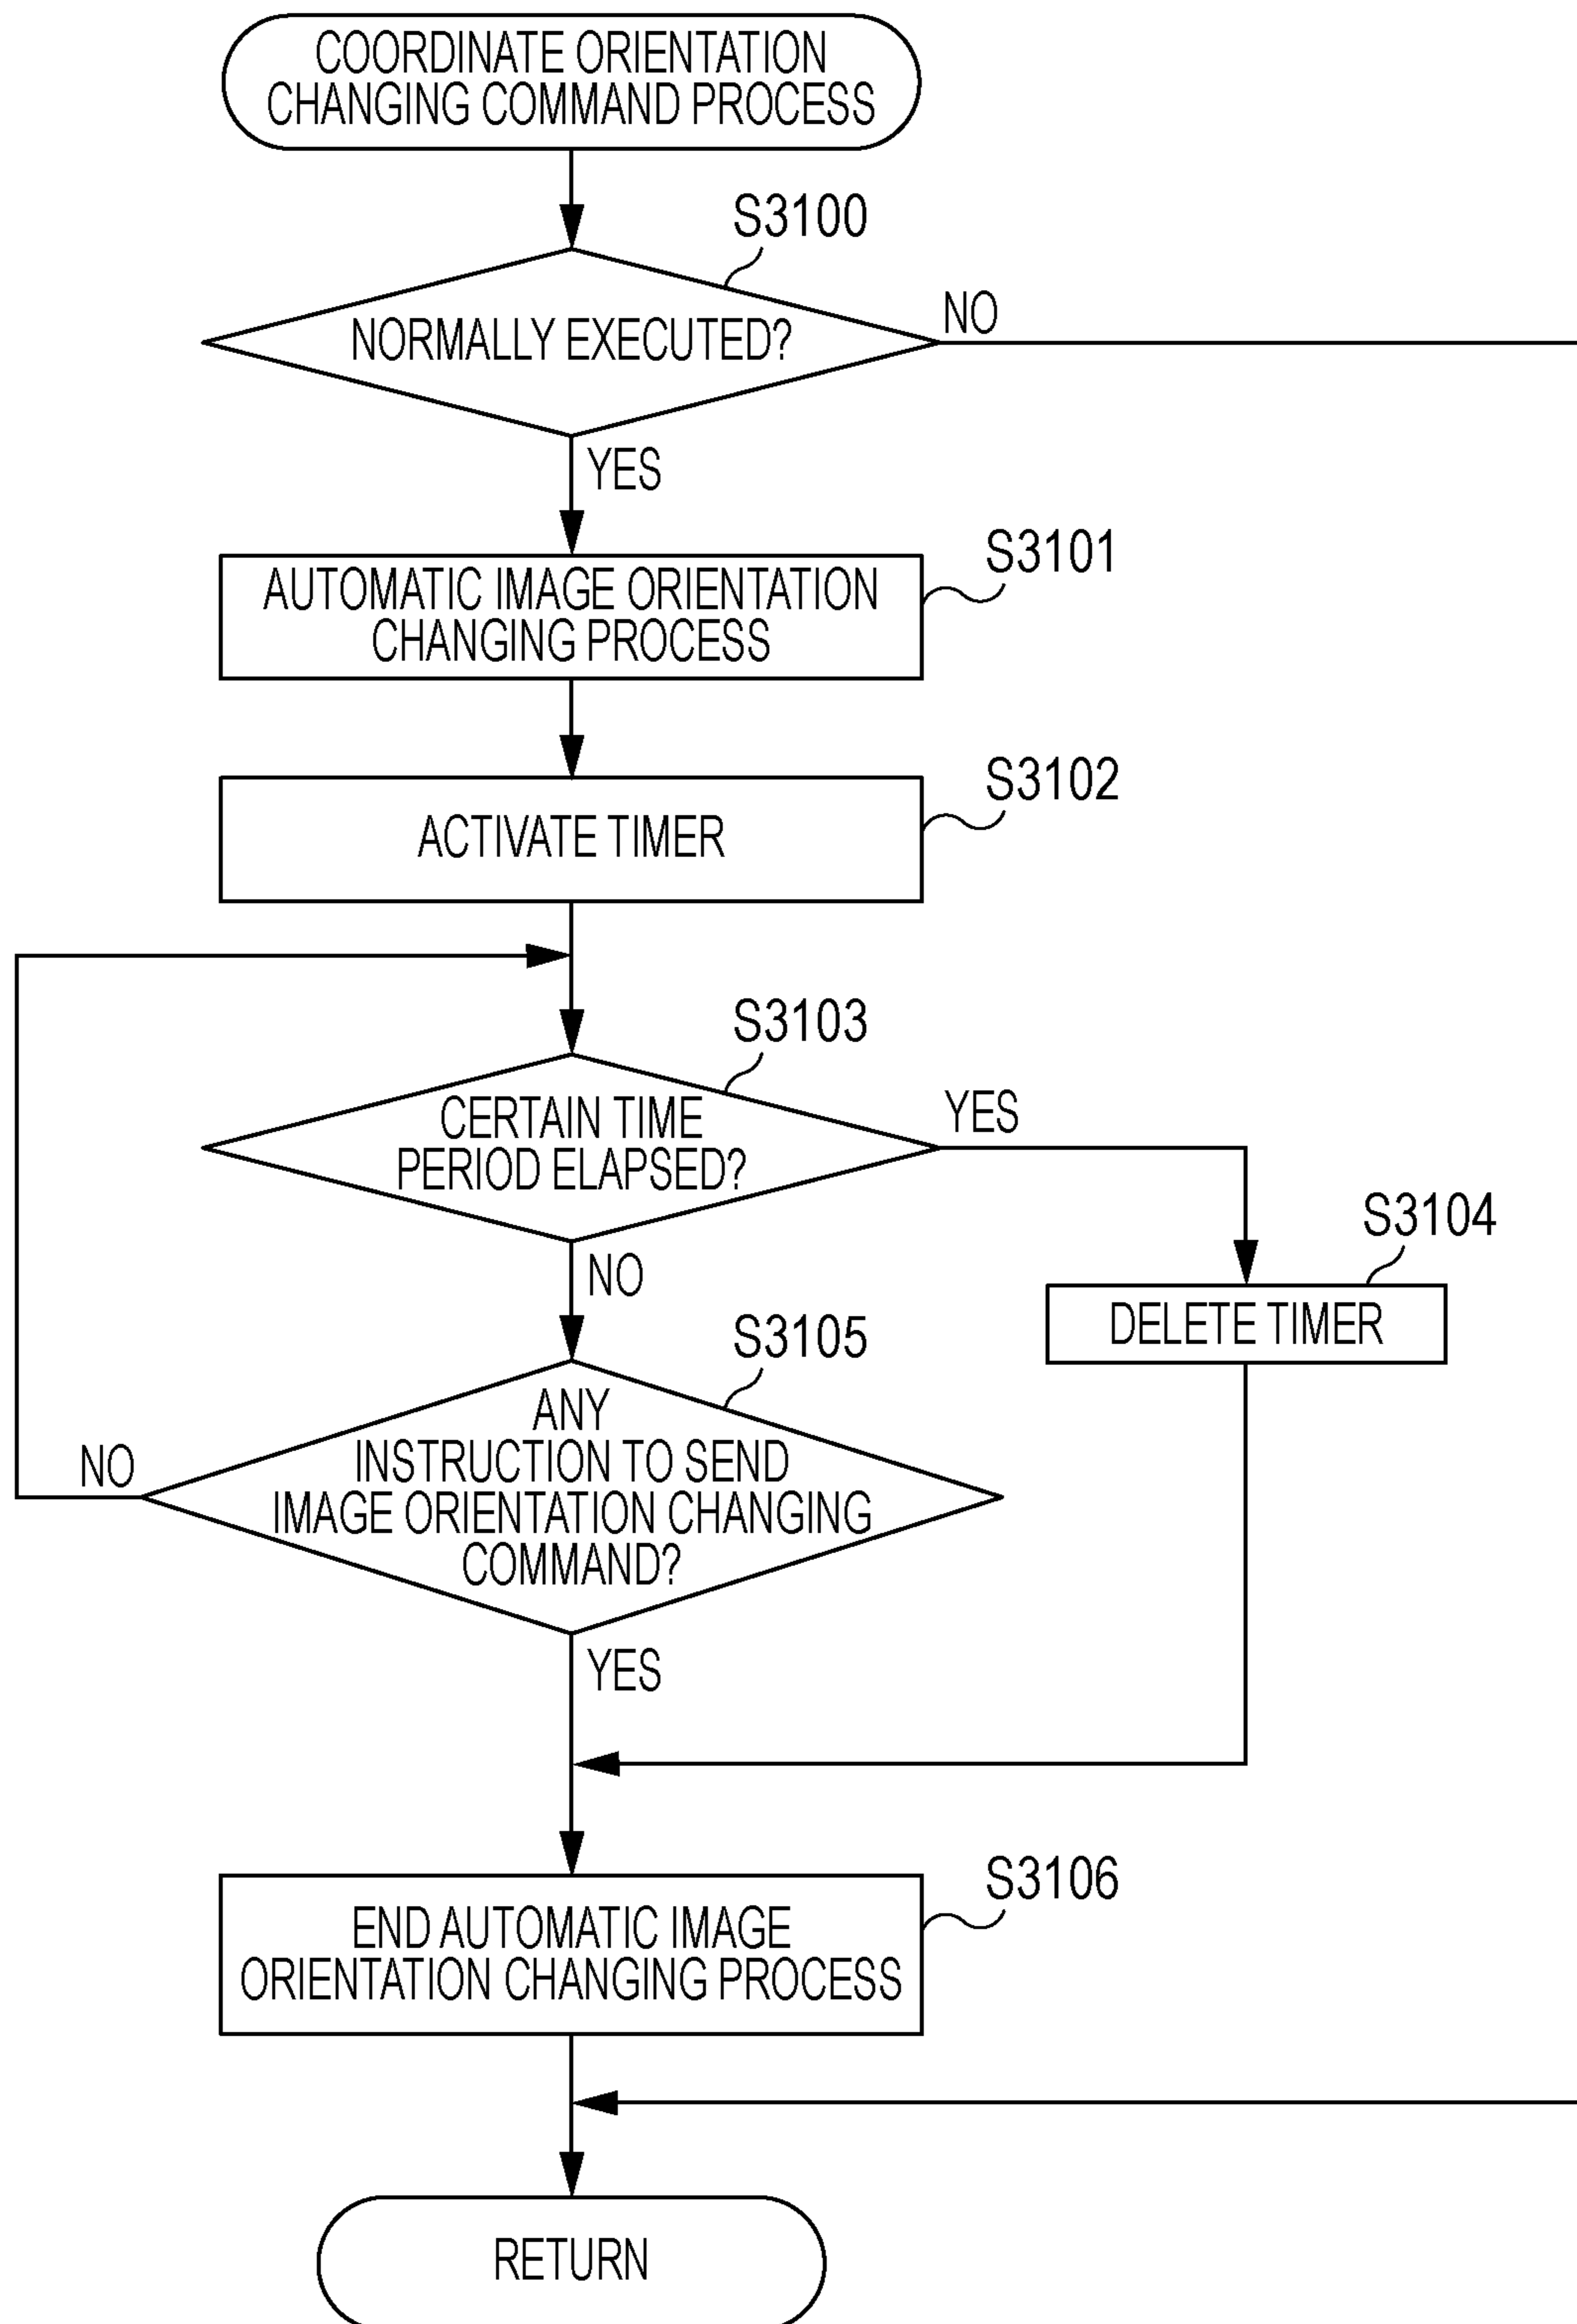 COORDINATE ORIENTATION
CHANGING COMMAND PROCESS
S3100
NORMALLY EXECUTED?
NO
YES
S3101
AUTOMATIC IMAGE ORIENTATION
CHANGING PROCESS
S3102
ACTIVATE TIMER
S3103
CERTAIN TIME
PERIOD ELAPSED?
YES
NO
S3104
DELETE TIMER
S3105
ANY
INSTRUCTION TO SEND
IMAGE ORIENTATION CHANGING
COMMAND?
NO
YES
S3106
END AUTOMATIC IMAGE
ORIENTATION CHANGING PROCESS
RETURN